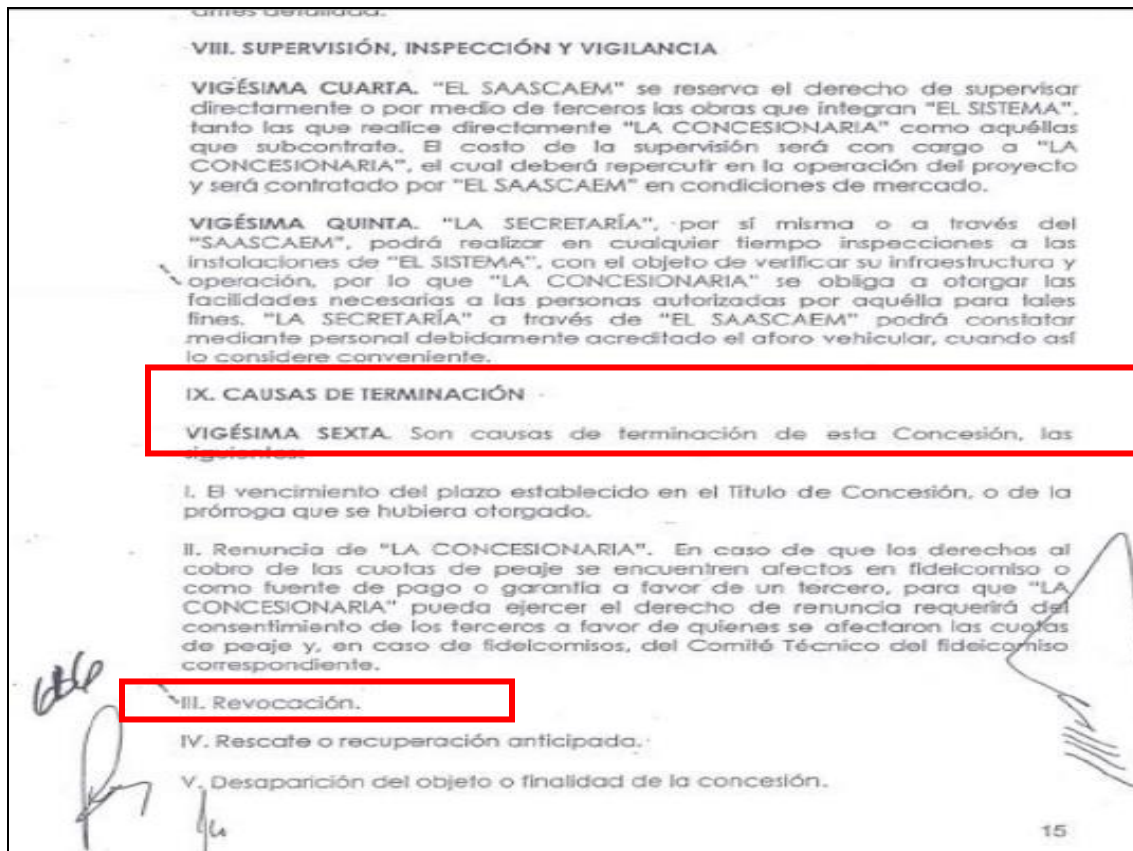 antes detallada.
VIII. SUPERVISIÓN, INSPECCIÓN Y VIGILANCIA
VIGÉSIMA CUARTA. "EL SAASCAEM" se reserva el derecho de supervisar
directamente o por medio de terceros las obras que integran "EL SISTEMA",
tanto las que realice directamente "LA CONCESIONARIA" como aquéllas
que subcontrate. El costo de la supervisión será con cargo a "LA
CONCESIONARIA", el cual deberá repercutir en la operación del proyecto
y será contratado por "EL SAASCAEM" en condiciones de mercado.
VIGÉSIMA QUINTA. "LA SECRETARÍA", por sí misma o a través del
"SAASCAEM", podrá realizar en cualquier tiempo inspecciones a las
instalaciones de "EL SISTEMA", con el objeto de verificar su infraestructura y
operación, por lo que "LA CONCESIONARIA" se obliga a otorgar las
facilidades necesarias a las personas autorizadas por aquélla para tales
fines. "LA SECRETARÍA" a través de "EL SAASCAEM" podrá constatar
mediante personal debidamente acreditado el aforo vehicular, cuando así
lo considere conveniente.
IX. CAUSAS DE TERMINACIÓN
VIGÉSIMA SEXTA. Son causas de terminación de esta Concesión, las
siguientes:
I. El vencimiento del plazo establecido en el Título de Concesión, o de la
prórroga que se hubiera otorgado.
II. Renuncia de "LA CONCESIONARIA". En caso de que los derechos al
cobro de las cuotas de peaje se encuentren afectos en fideicomiso o
como fuente de pago o garantía a favor de un tercero, para que "LA
CONCESIONARIA" pueda ejercer el derecho de renuncia requerirá del
consentimiento de los terceros a favor de quienes se afectaron las cuotas
de peaje y, en caso de fideicomisos, del Comité Técnico del fideicomiso
correspondiente.
III. Revocación.
IV. Rescate o recuperación anticipada.
V. Desaparición del objeto o finalidad de la concesión.
15